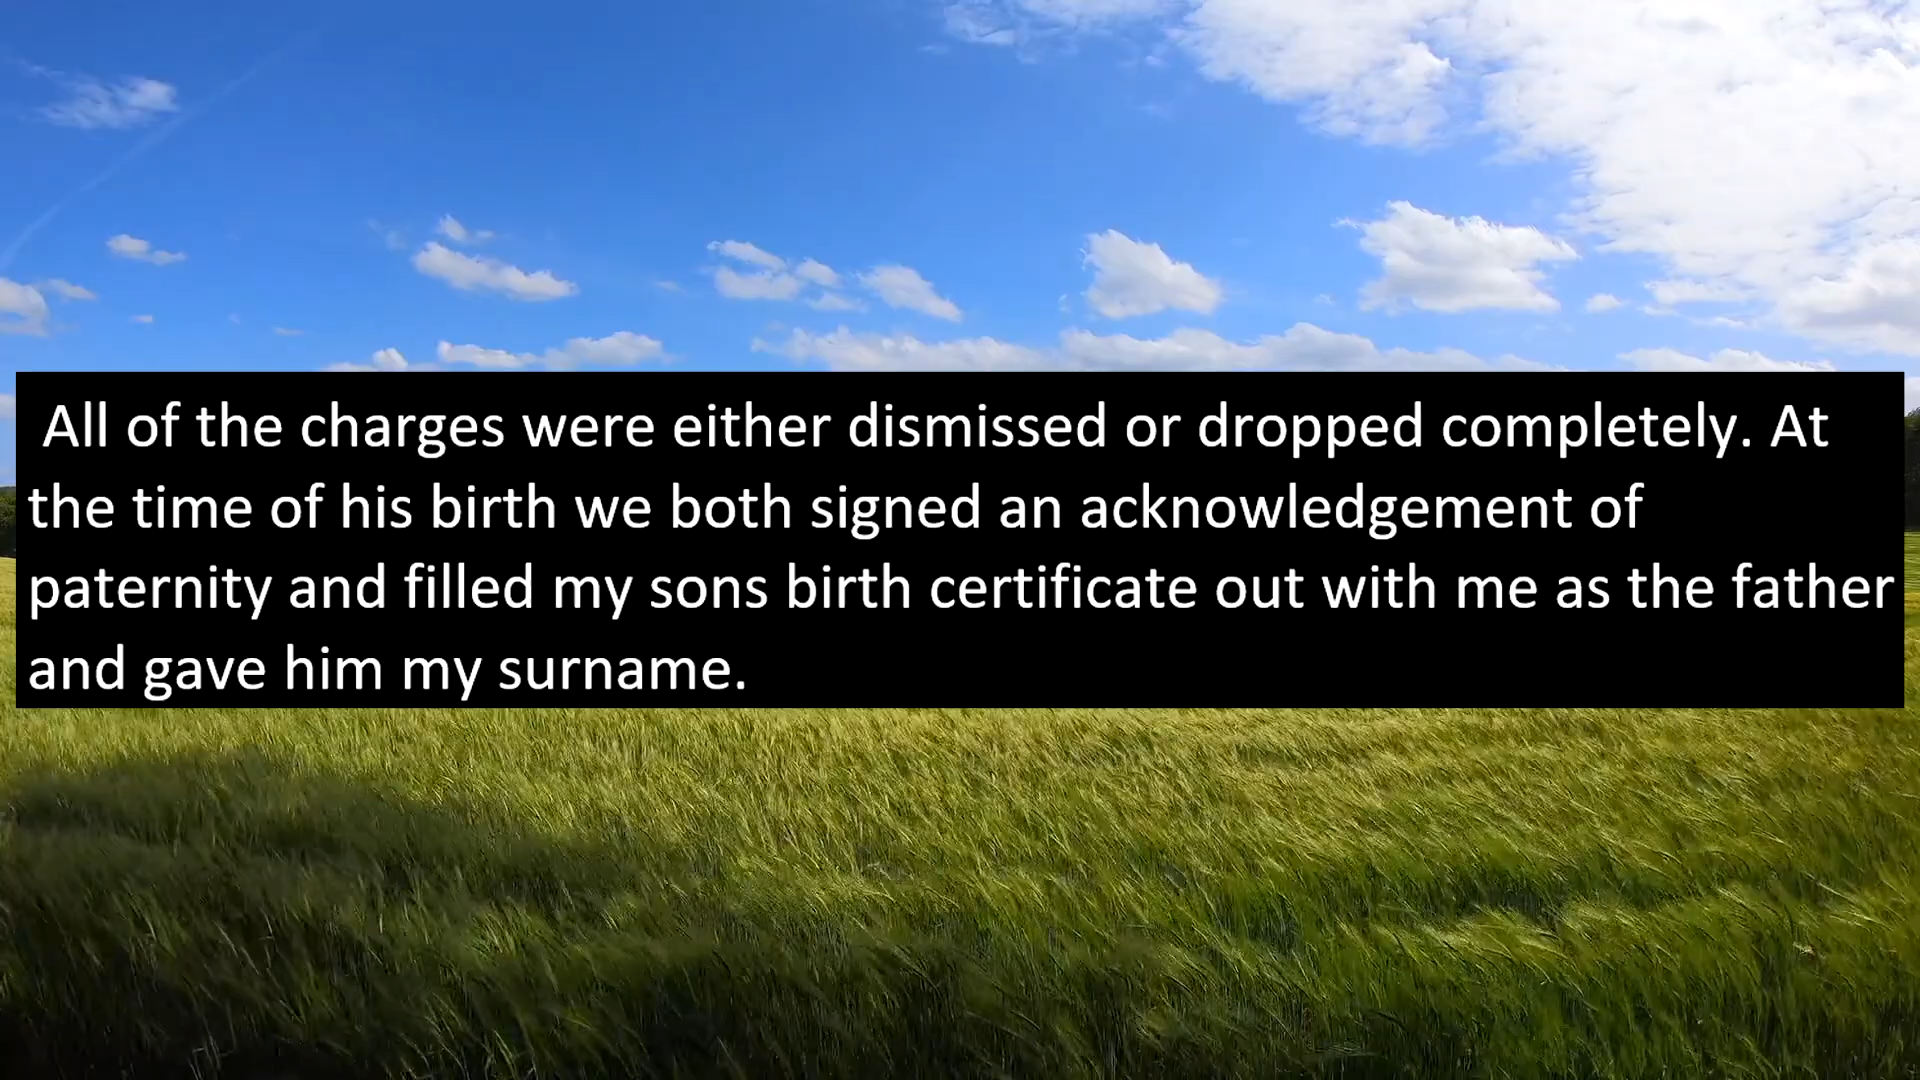 All of the charges were either dismissed or dropped completely. At
the time of his birth we both signed an acknowledgement of
paternity and filled my sons birth certificate out with me as the father
and gave him my surname.